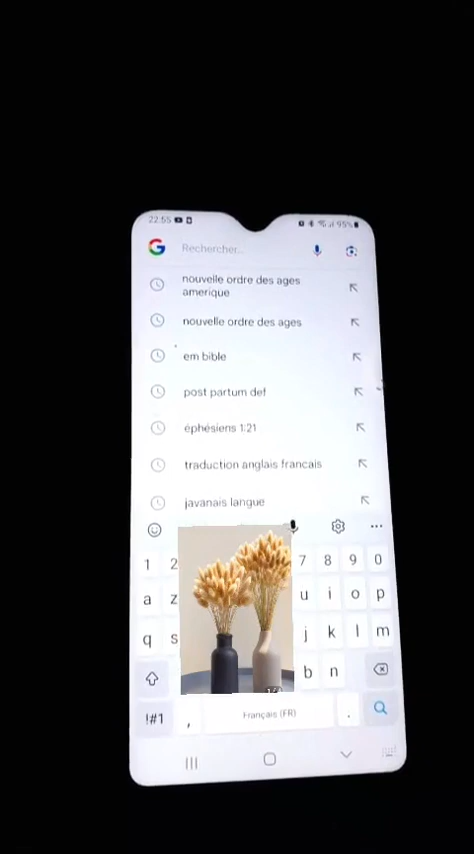 22:55 95%
G Rechercher...
nouvelle ordre des ages
amerique
nouvelle ordre des ages
em bible
post partum def
éphésiens 1:21
traduction anglais francais
javanais langue
1 2 7 8 9 0
a z u i o p
q s j k l m
b n
!#1 , Français (FR) .